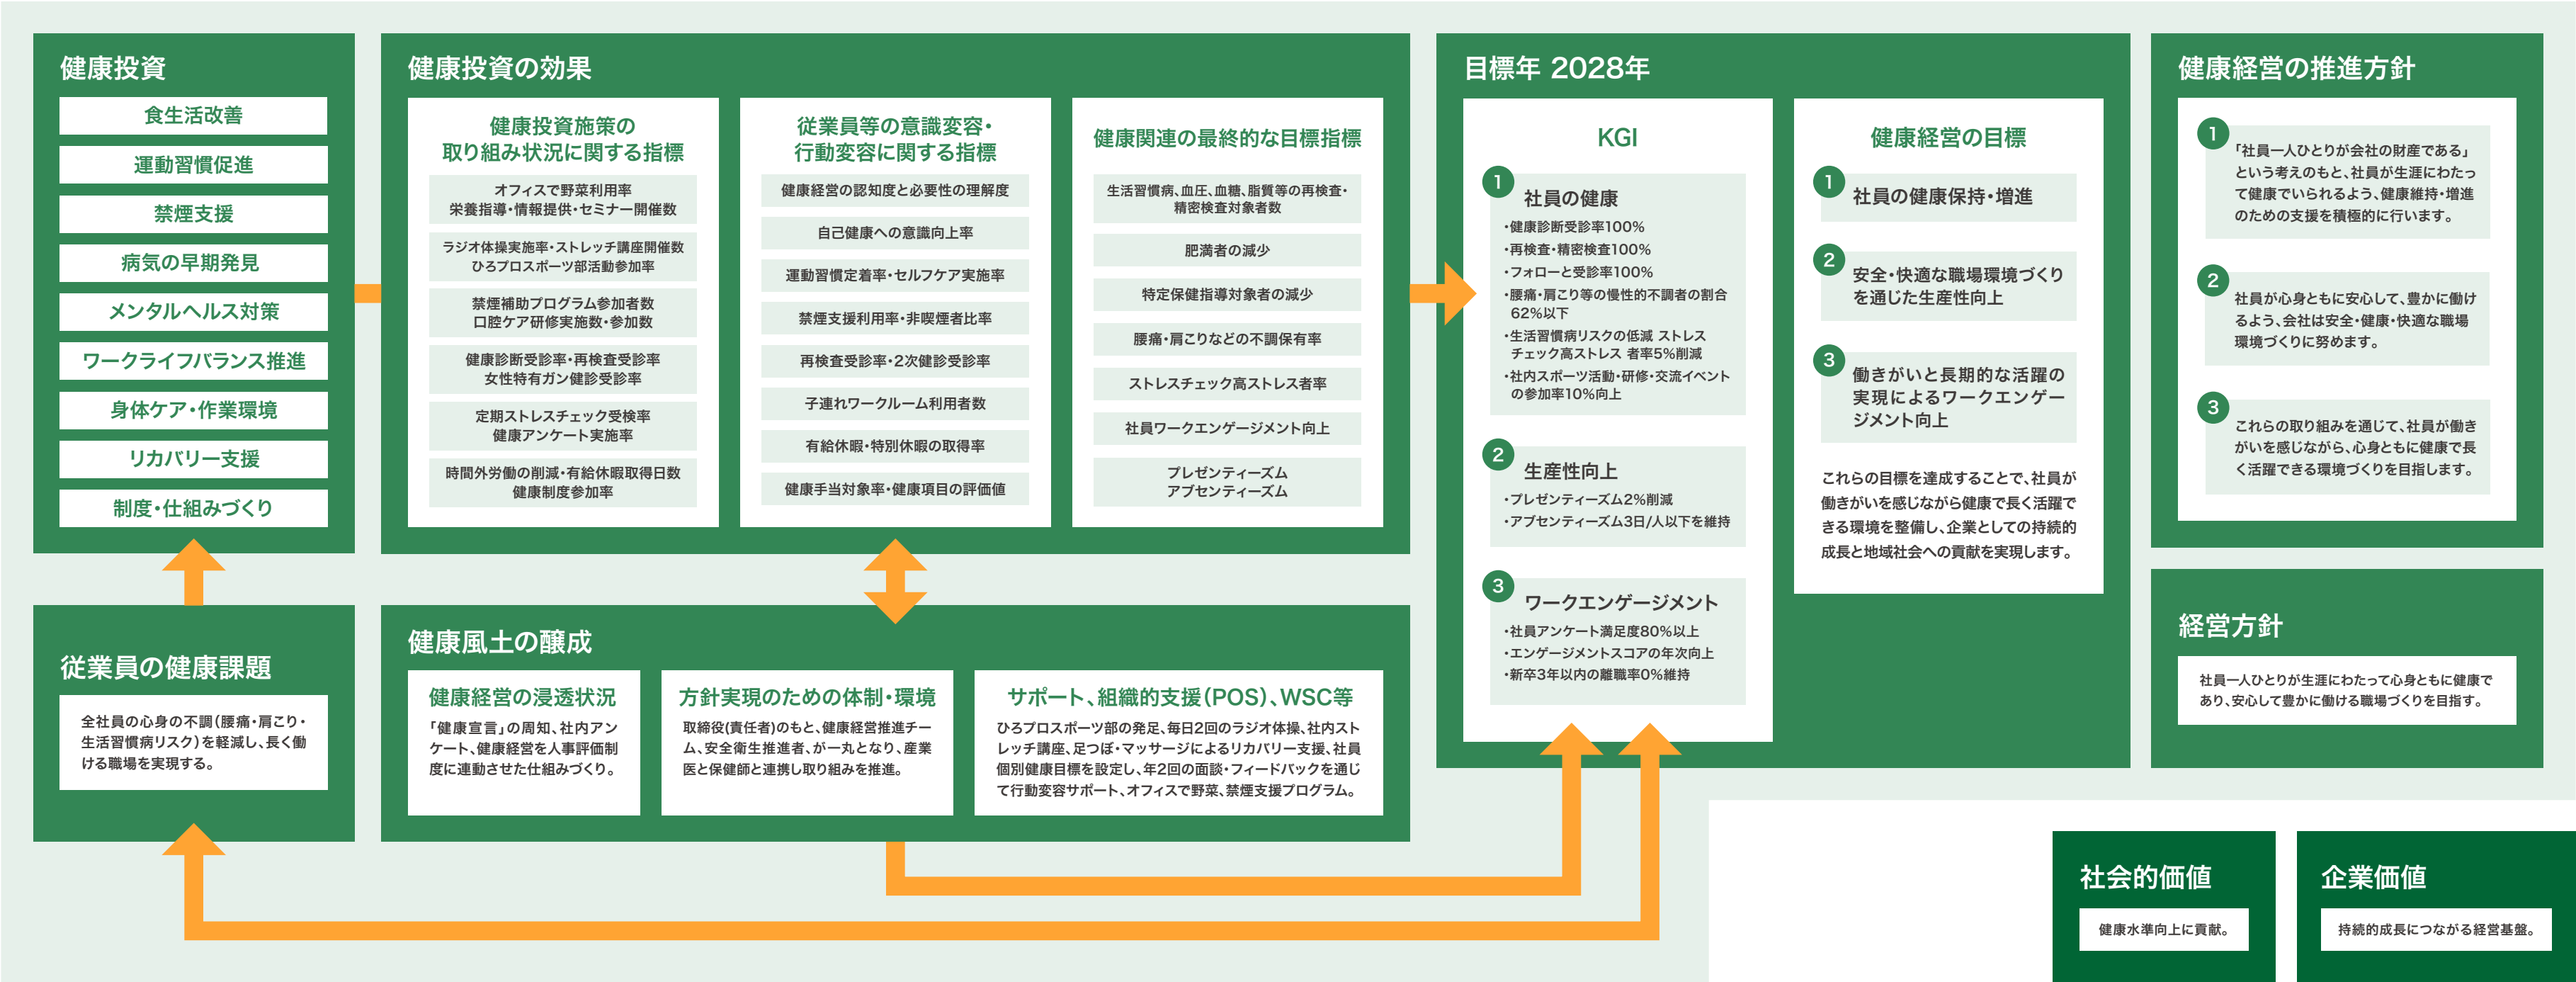 健康投資
食生活改善
運動習慣促進
禁煙支援
病気の早期発見
メンタルヘルス対策
ワークライフバランス推進
身体ケア・作業環境
リカバリー支援
制度・仕組みづくり
健康投資の効果
健康投資施策の
取り組み状況に関する指標
オフィスで野菜利用率
栄養指導・情報提供・セミナー開催数
ラジオ体操実施率・ストレッチ講座開催数
ひろプロスポーツ部活動参加率
禁煙補助プログラム参加者数
口腔ケア研修実施数・参加数
健康診断受診率・再検査受診率
女性特有ガン健診受診率
定期ストレスチェック受検率
健康アンケート実施率
時間外労働の削減・有給休暇取得日数
健康制度参加率
従業員等の意識変容・
行動変容に関する指標
健康経営の認知度と必要性の理解度
自己健康への意識向上率
運動習慣定着率・セルフケア実施率
禁煙支援利用率・非喫煙者比率
再検査受診率・2次健診受診率
子連れワークルーム利用者数
有給休暇・特別休暇の取得率
健康手当対象率・健康項目の評価値
健康関連の最終的な目標指標
生活習慣病、血圧、血糖、脂質等の再検査・
精密検査対象者数
肥満者の減少
特定保健指導対象者の減少
腰痛・肩こりなどの不調保有率
ストレスチェック高ストレス者率
社員ワークエンゲージメント向上
プレゼンティーズム
アブセンティーズム
目標年 2028年
KGI
1
社員の健康
・健康診断受診率100%
・再検査・精密検査100%
・フォローと受診率100%
・腰痛・肩こり等の慢性的不調者の割合
62%以下
・生活習慣病リスクの低減 ストレス
チェック高ストレス 者率5%削減
・社内スポーツ活動・研修・交流イベント
の参加率10%向上
2
生産性向上
・プレゼンティーズム2%削減
・アブセンティーズム3日/人以下を維持
3
ワークエンゲージメント
・社員アンケート満足度80%以上
・エンゲージメントスコアの年次向上
・新卒3年以内の離職率0%維持
健康経営の目標
1
社員の健康保持・増進
2
安全・快適な職場環境づくり
を通じた生産性向上
3
働きがいと長期的な活躍の
実現によるワークエンゲー
ジメント向上
これらの目標を達成することで、社員が
働きがいを感じながら健康で長く活躍で
きる環境を整備し、企業としての持続的
成長と地域社会への貢献を実現します。
健康経営の推進方針
1
「社員一人ひとりが会社の財産である」
という考えのもと、社員が生涯にわたっ
て健康でいられるよう、健康維持・増進
のための支援を積極的に行います。
2
社員が心身ともに安心して、豊かに働け
るよう、会社は安全・健康・快適な職場
環境づくりに努めます。
3
これらの取り組みを通じて、社員が働き
がいを感じながら、心身ともに健康で長
く活躍できる環境づくりを目指します。
従業員の健康課題
全社員の心身の不調（腰痛・肩こり・
生活習慣病リスク）を軽減し、長く働
ける職場を実現する。
健康風土の醸成
健康経営の浸透状況
「健康宣言」の周知、社内アン
ケート、健康経営を人事評価制
度に連動させた仕組みづくり。
方針実現のための体制・環境
取締役(責任者)のもと、健康経営推進チー
ム、安全衛生推進者、が一丸となり、産業
医と保健師と連携し取り組みを推進。
サポート、組織的支援（POS）、WSC等
ひろプロスポーツ部の発足、毎日2回のラジオ体操、社内スト
レッチ講座、足つぼ・マッサージによるリカバリー支援、社員
個別健康目標を設定し、年2回の面談・フィードバックを通じ
て行動変容サポート、オフィスで野菜、禁煙支援プログラム。
経営方針
社員一人ひとりが生涯にわたって心身ともに健康で
あり、安心して豊かに働ける職場づくりを目指す。
社会的価値
健康水準向上に貢献。
企業価値
持続的成長につながる経営基盤。